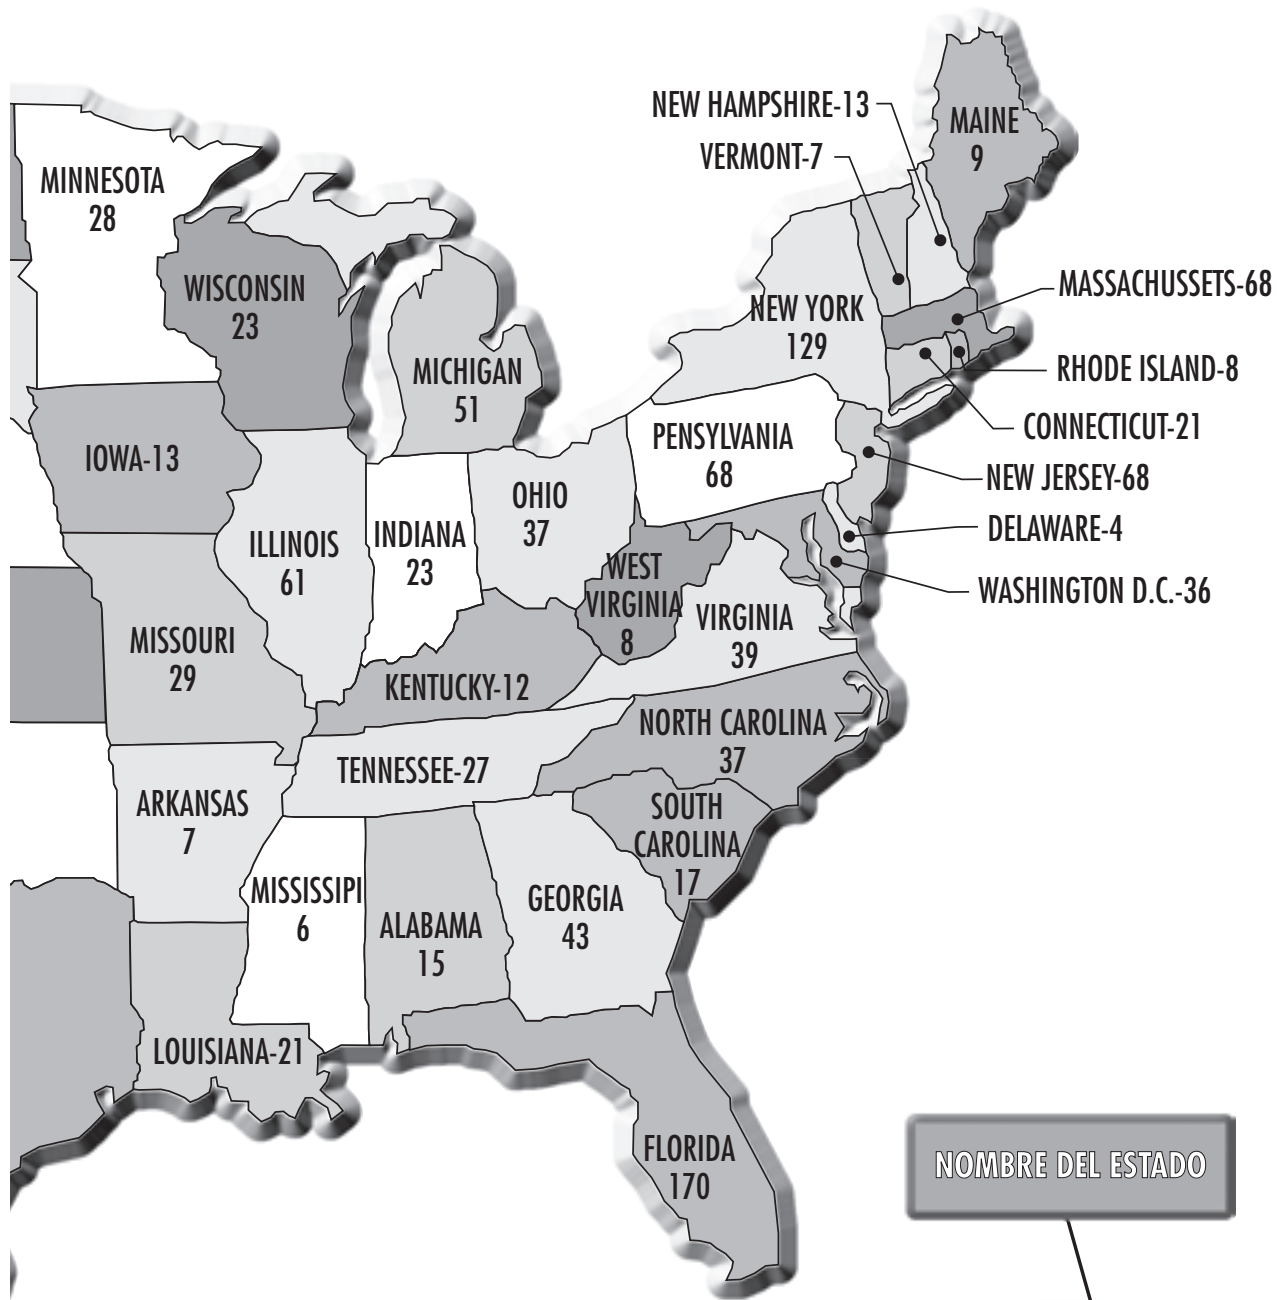 NEW HAMPSHIRE-13
MAINE
9
VERMONT-7
MINNESOTA
28
WISCONSIN
23
MASSACHUSSETS-68
NEW YORK
129
MICHIGAN
51
RHODE ISLAND-8
CONNECTICUT-21
PENSYLVANIA
68
IOWA-13
NEW JERSEY-68
OHIO
37
DELAWARE-4
ILLINOIS
61
INDIANA
23
WEST
VIRGINIA
8
WASHINGTON D.C.-36
VIRGINIA
39
MISSOURI
29
KENTUCKY-12
NORTH CAROLINA
37
TENNESSEE-27
ARKANSAS
7
SOUTH
CAROLINA
17
MISSISSIPI
6
GEORGIA
43
ALABAMA
15
LOUISIANA-21
FLORIDA
170
NOMBRE DEL ESTADO